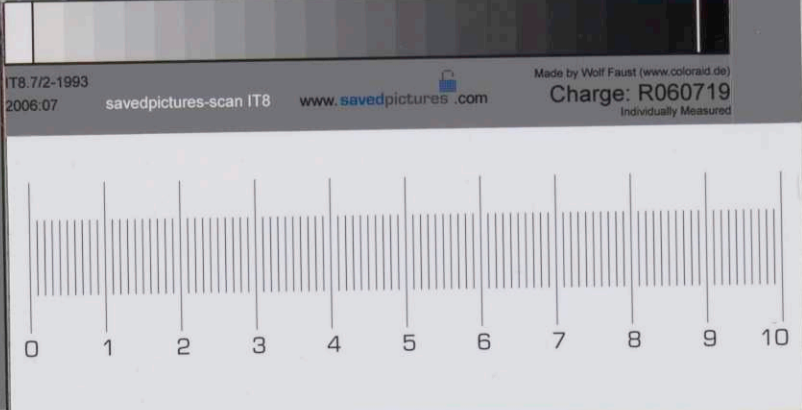 IT8.7/2-1993
2006:07
savedpictures-scan IT8
www.savedpictures.com
Made by Wolf Faust (www.coloraid.de)
Charge: R060719
Individually Measured
0 1 2 3 4 5 6 7 8 9 10